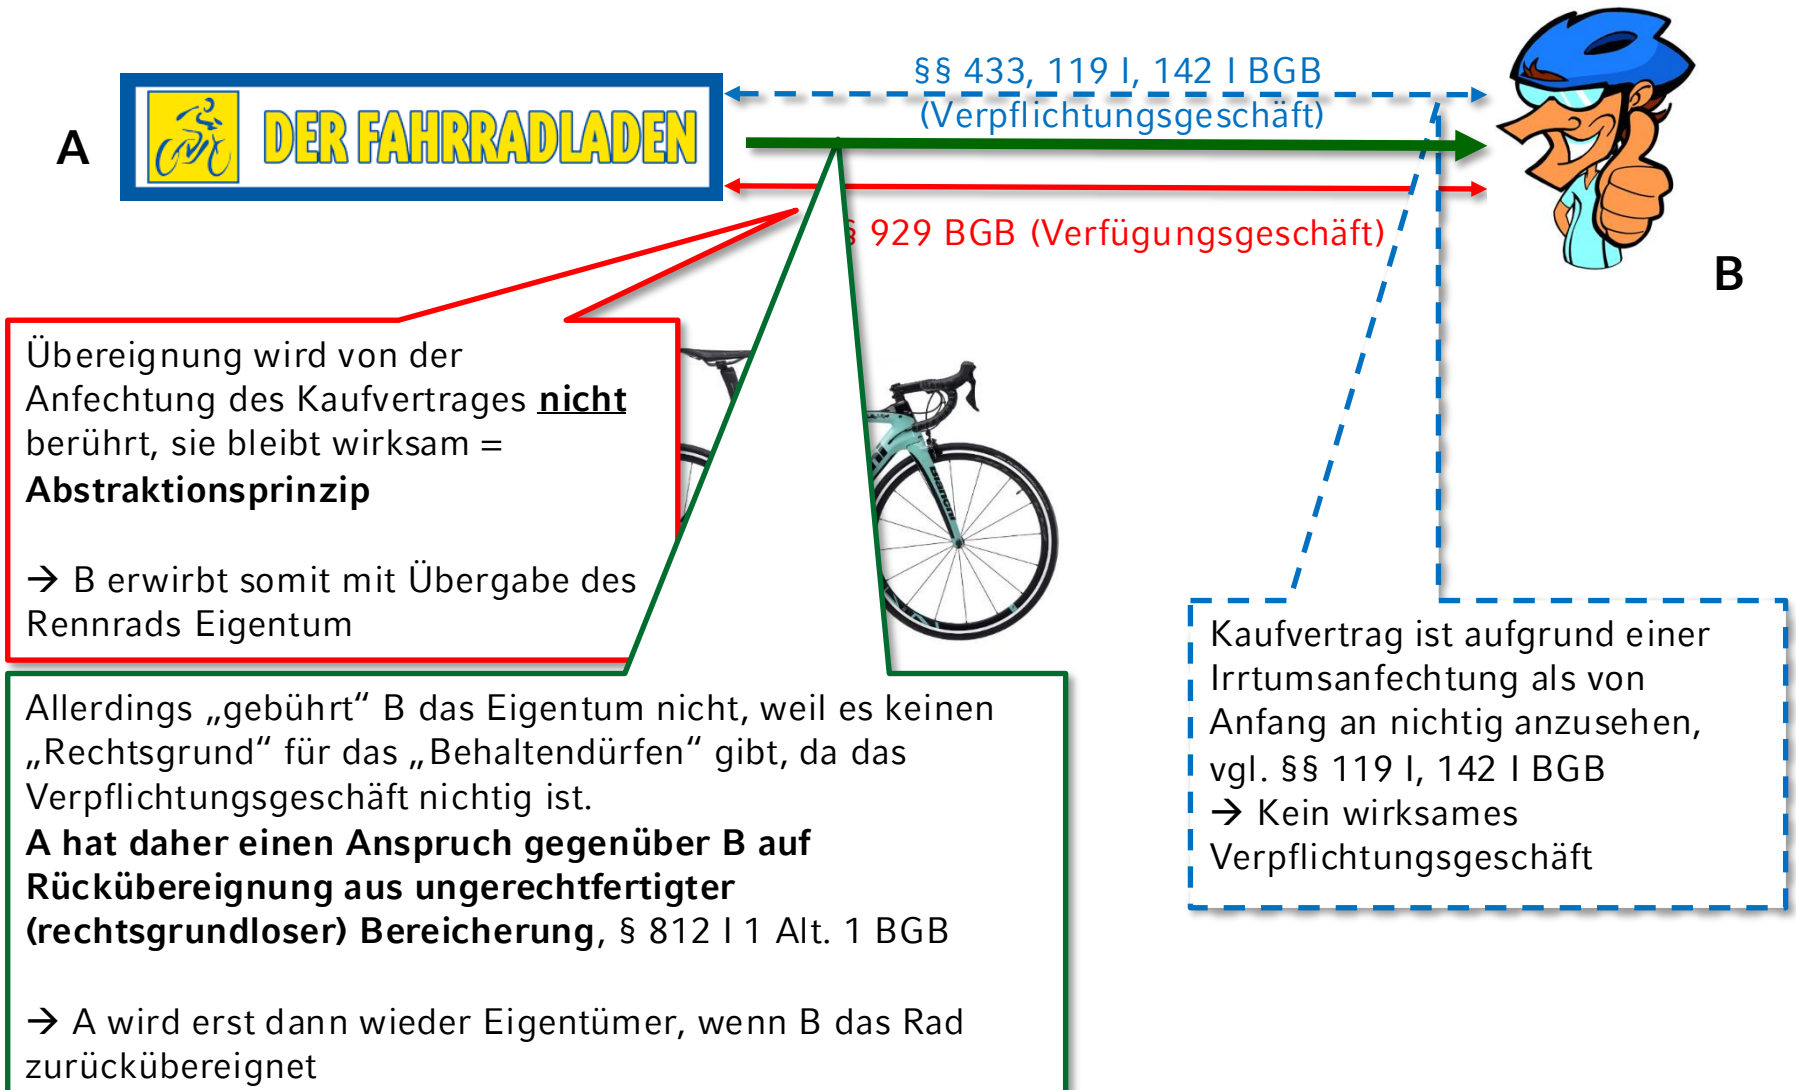 §§ 433, 119 I, 142 I BGB
(Verpflichtungsgeschäft)
A
DER FAHRRADLADEN
§ 929 BGB (Verfügungsgeschäft)
B
Übereignung wird von der
Anfechtung des Kaufvertrages nicht
berührt, sie bleibt wirksam =
Abstraktionsprinzip
→ B erwirbt somit mit Übergabe des
Rennrads Eigentum
Bianchi
Kaufvertrag ist aufgrund einer
Irrtumsanfechtung als von
Anfang an nichtig anzusehen,
vgl. §§ 119 I, 142 I BGB
→ Kein wirksames
Verpflichtungsgeschäft
Allerdings „gebührt“ B das Eigentum nicht, weil es keinen
„Rechtsgrund“ für das „Behaltendürfen“ gibt, da das
Verpflichtungsgeschäft nichtig ist.
A hat daher einen Anspruch gegenüber B auf
Rückübereignung aus ungerechtfertigter
(rechtsgrundloser) Bereicherung, § 812 I 1 Alt. 1 BGB
→ A wird erst dann wieder Eigentümer, wenn B das Rad
zurückübereignet